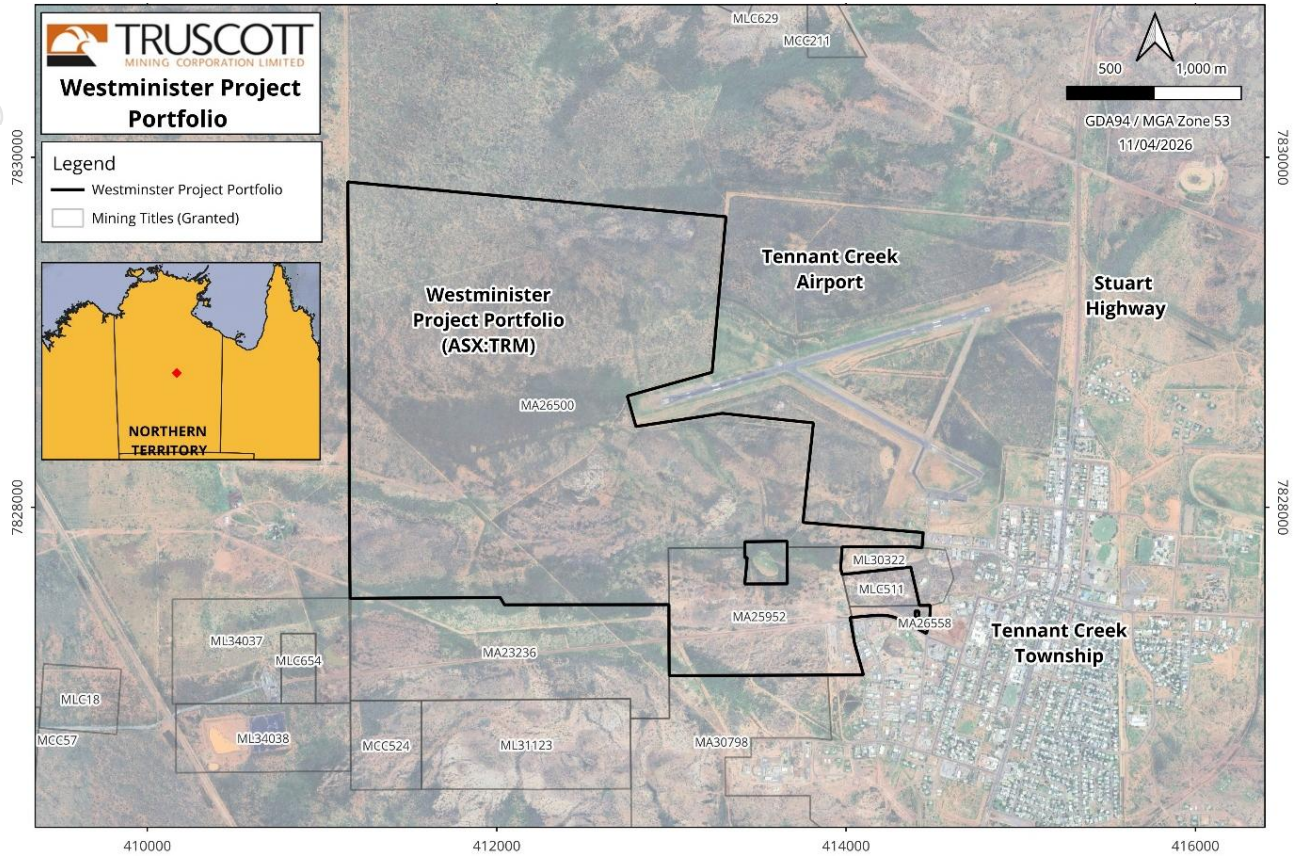 TRUSCOTT
MINING CORPORATION LIMITED
Westminister Project
Portfolio
Legend
Westminster Project Portfolio
Mining Titles (Granted)
NORTHERN
TERRITORY
MLC629
MCC211
500 1,000 m
GDA94 / MGA Zone 53
11/04/2026
7830000
7830000
Tennant Creek
Airport
Stuart
Highway
Westminister
Project Portfolio
(ASX:TRM)
MA26500
7828000
7828000
ML30322
MLC511
MA25952
MA26558
Tennant Creek
Township
ML34037
MLC654
MA23236
MLC18
MCC57
ML34038
MCC524
ML31123
MA30798
410000
412000
414000
416000